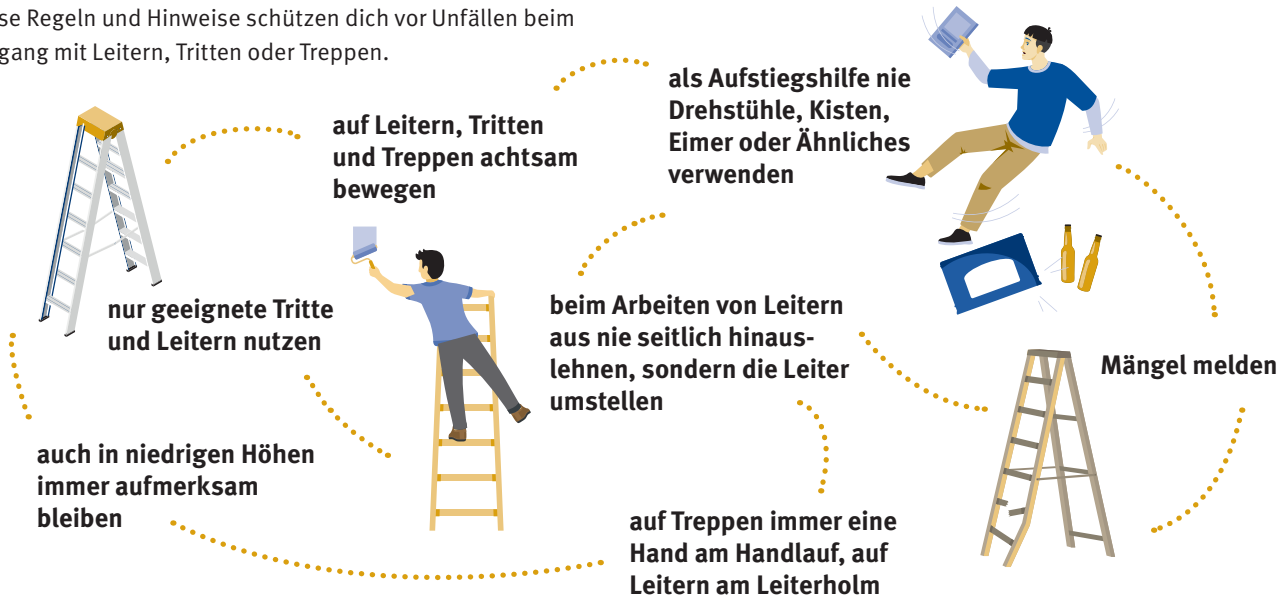 se Regeln und Hinweise schützen dich vor Unfällen beim
gang mit Leitern, Tritten oder Treppen.
auf Leitern, Tritten
und Treppen achtsam
bewegen
als Aufstiegshilfe nie
Drehstühle, Kisten,
Eimer oder Ähnliches
verwenden
nur geeignete Tritte
und Leitern nutzen
beim Arbeiten von Leitern
aus nie seitlich hinaus-
lehnen, sondern die Leiter
umstellen
Mängel melden
auch in niedrigen Höhen
immer aufmerksam
bleiben
auf Treppen immer eine
Hand am Handlauf, auf
Leitern am Leiterholm